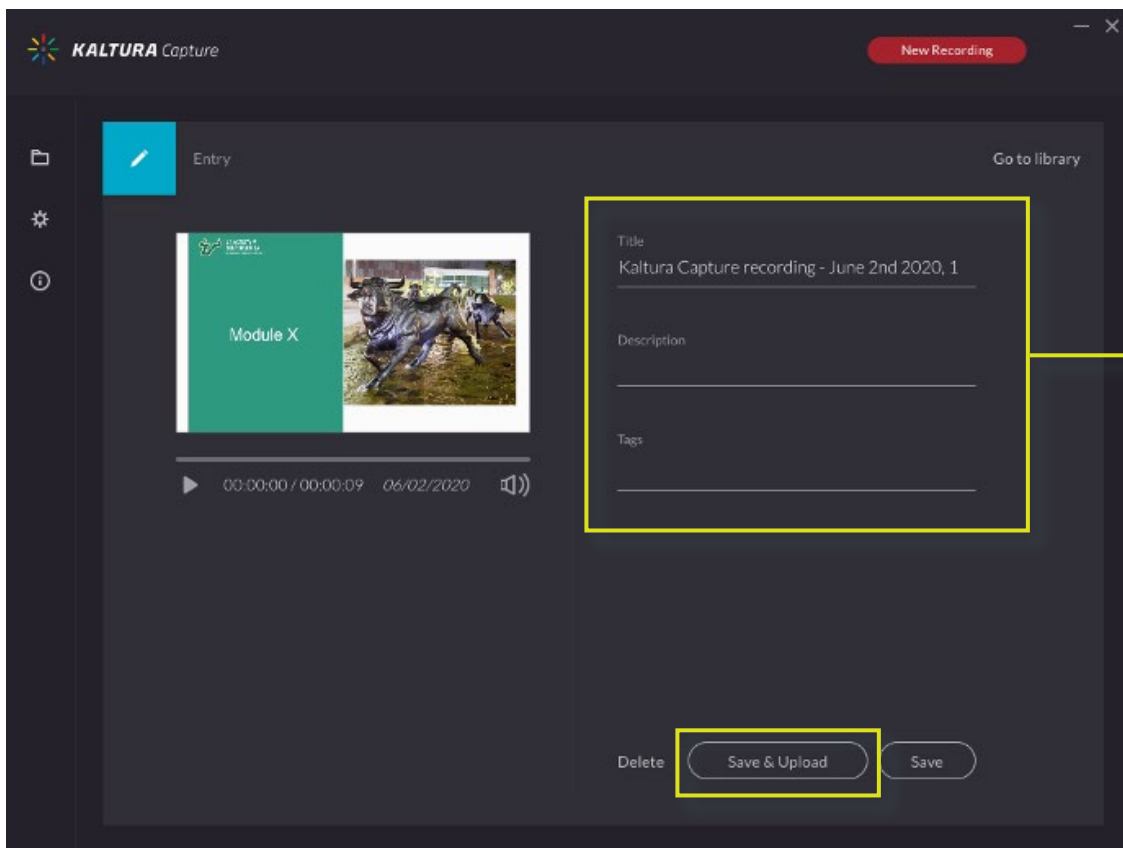 KALTURA Capture
New Recording
Entry
Go to library
Module X
Title
Kaltura Capture recording - June 2nd 2020, 1
Description
Tags
00:00:00 / 00:00:09 06/02/2020
Delete
Save & Upload
Save